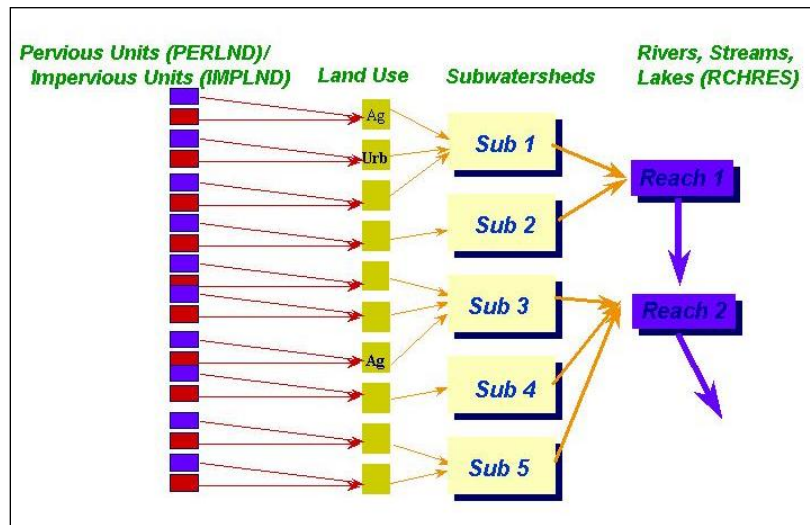 Pervious Units (PERLND)/
Impervious Units (IMPLND)
Land Use
Subwatersheds
Rivers, Streams,
Lakes (RCHRES)
Ag
Urb
Ag
Sub 1
Sub 2
Sub 3
Sub 4
Sub 5
Reach 1
Reach 2